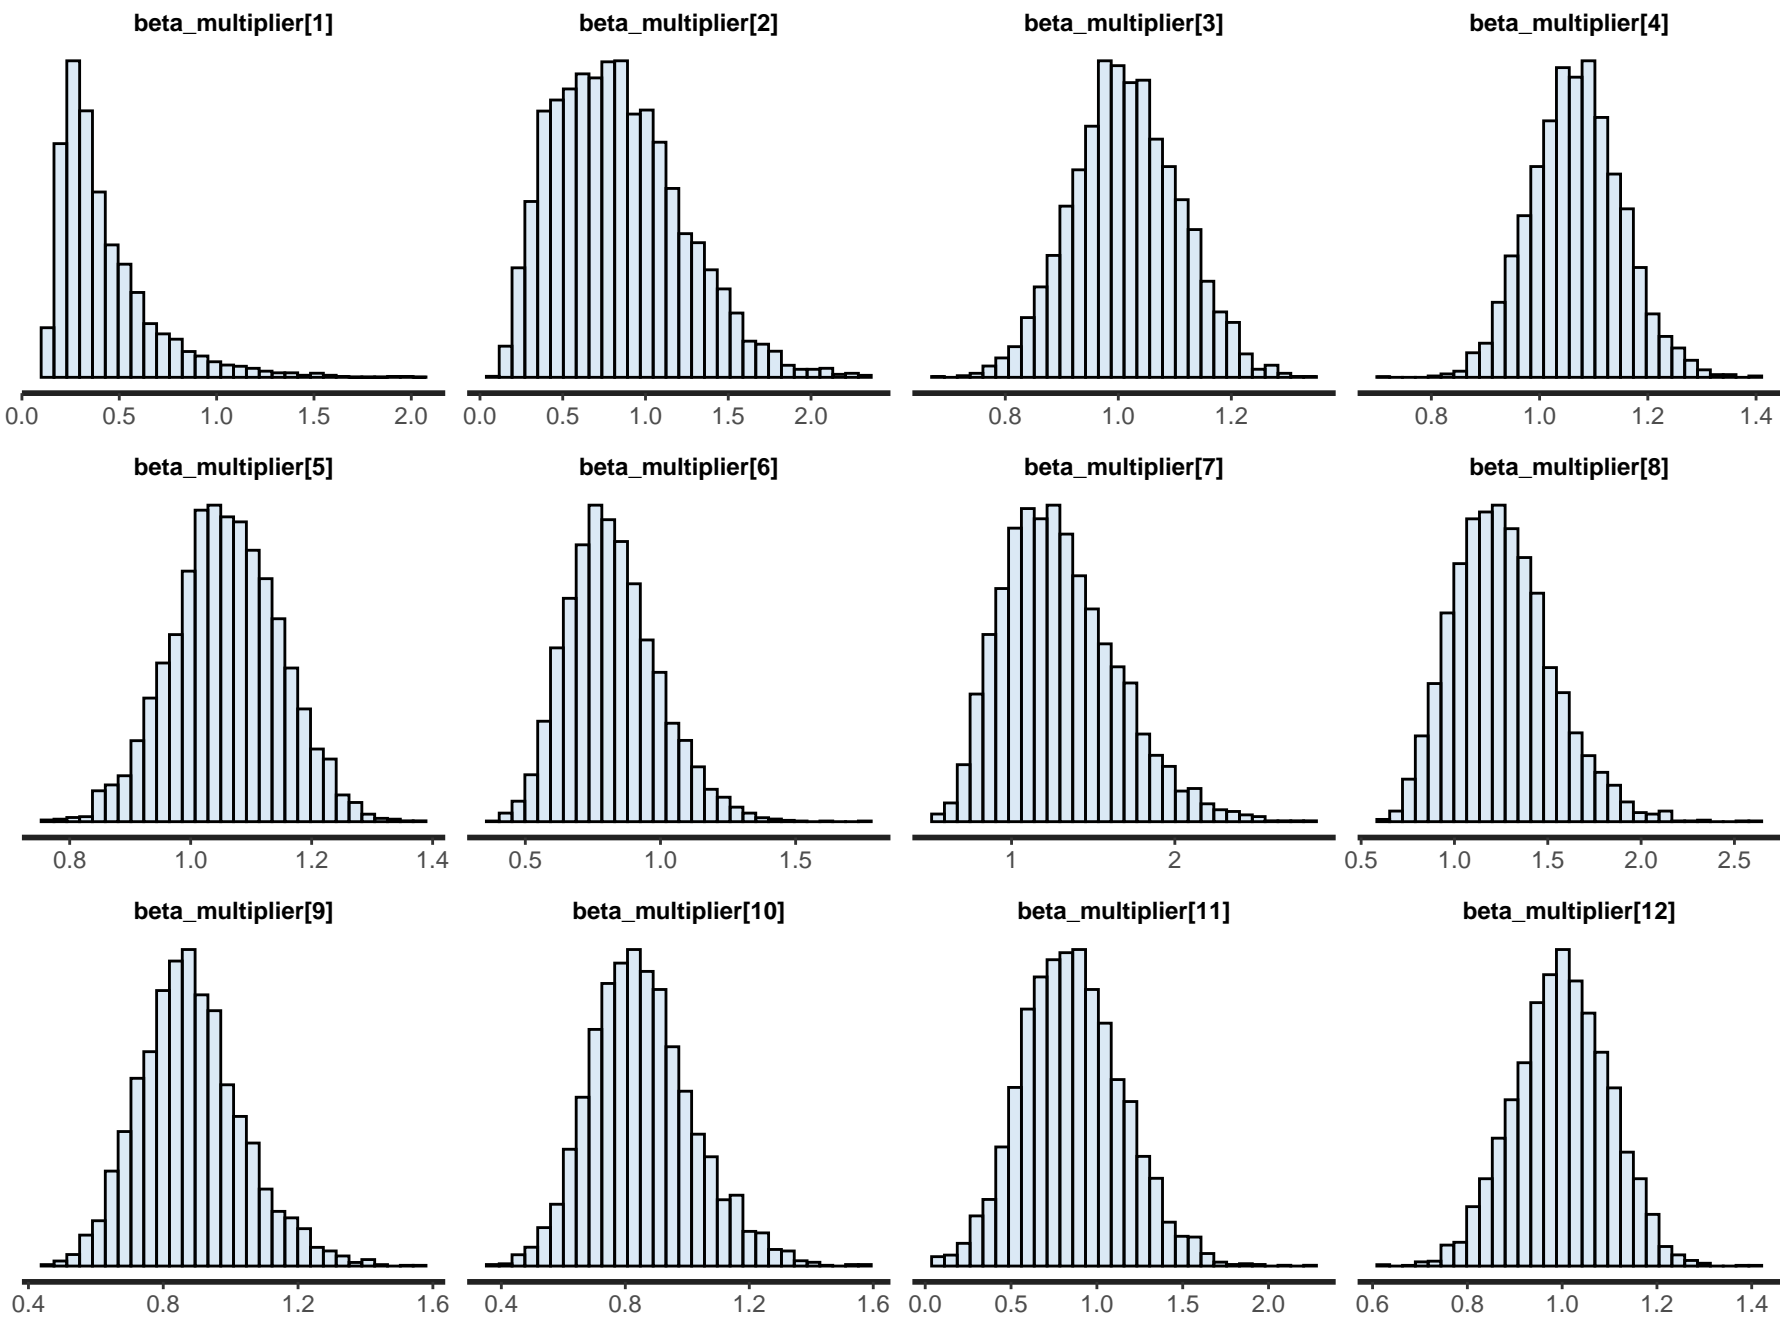 beta_multiplier[1] beta_multiplier[2] beta_multiplier[3] beta_multiplier[4]
0.0 0.5 1.0 1.5 2.0 0.0 0.5 1.0 1.5 2.0 0.8 1.0 1.2 0.8 1.0 1.2 1.4
beta_multiplier[5] beta_multiplier[6] beta_multiplier[7] beta_multiplier[8]
0.8 1.0 1.2 1.4 0.5 1.0 1.5 1 2 0.5 1.0 1.5 2.0 2.5
beta_multiplier[9] beta_multiplier[10] beta_multiplier[11] beta_multiplier[12]
0.4 0.8 1.2 1.6 0.4 0.8 1.2 1.6 0.0 0.5 1.0 1.5 2.0 0.6 0.8 1.0 1.2 1.4